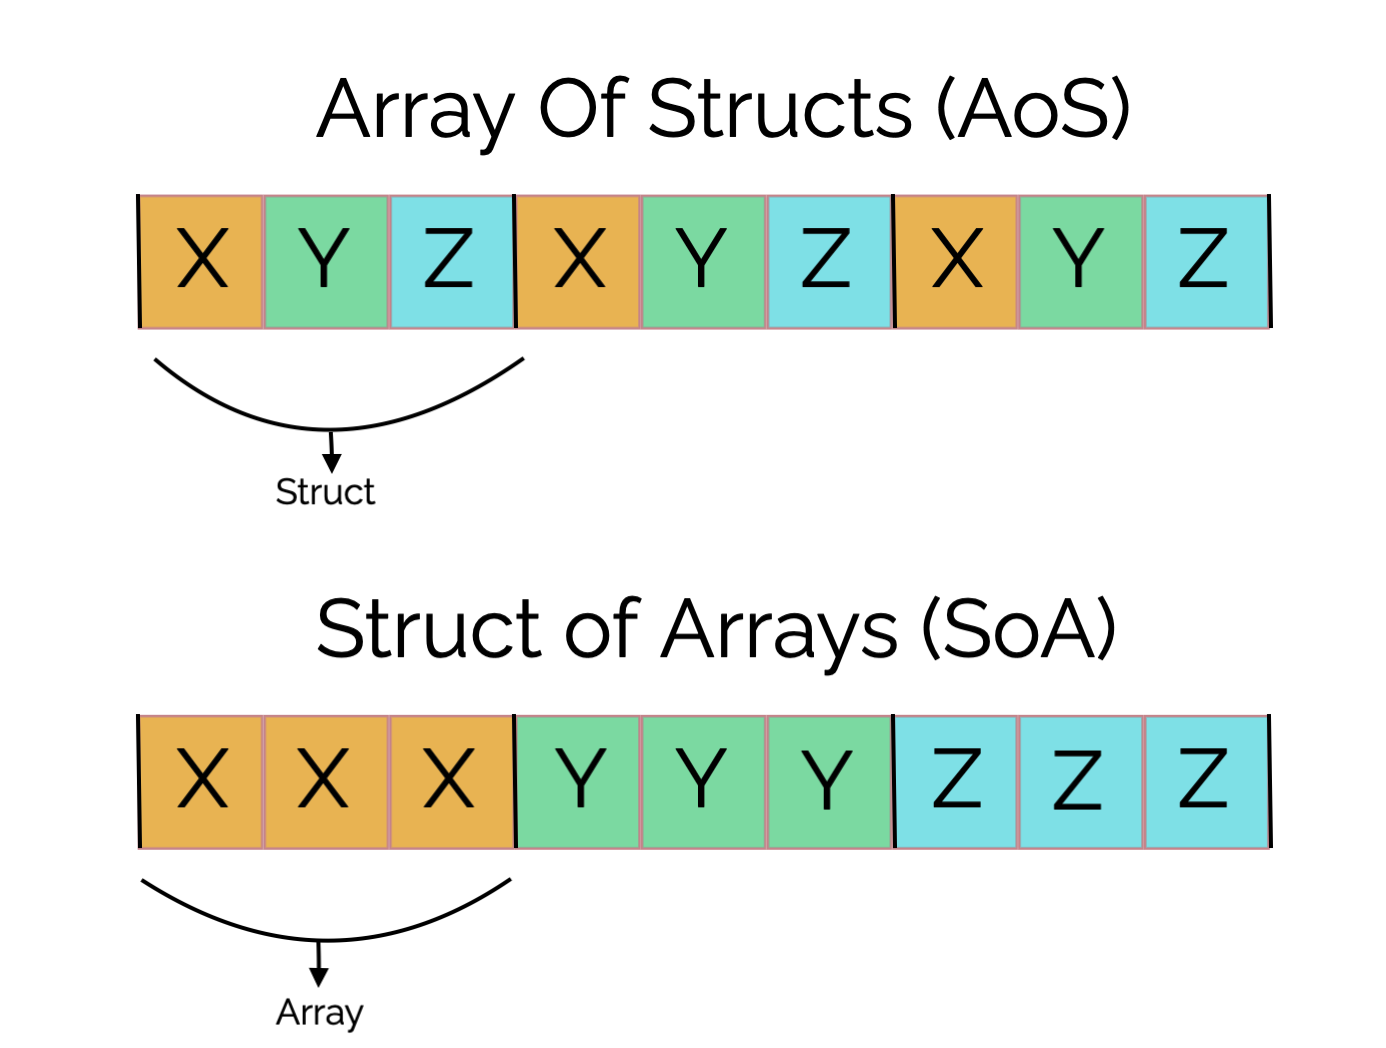 Array Of Structs (AoS)
X Y Z X Y Z X Y Z
Struct
Struct of Arrays (SoA)
X X X Y Y Y Z Z Z
Array